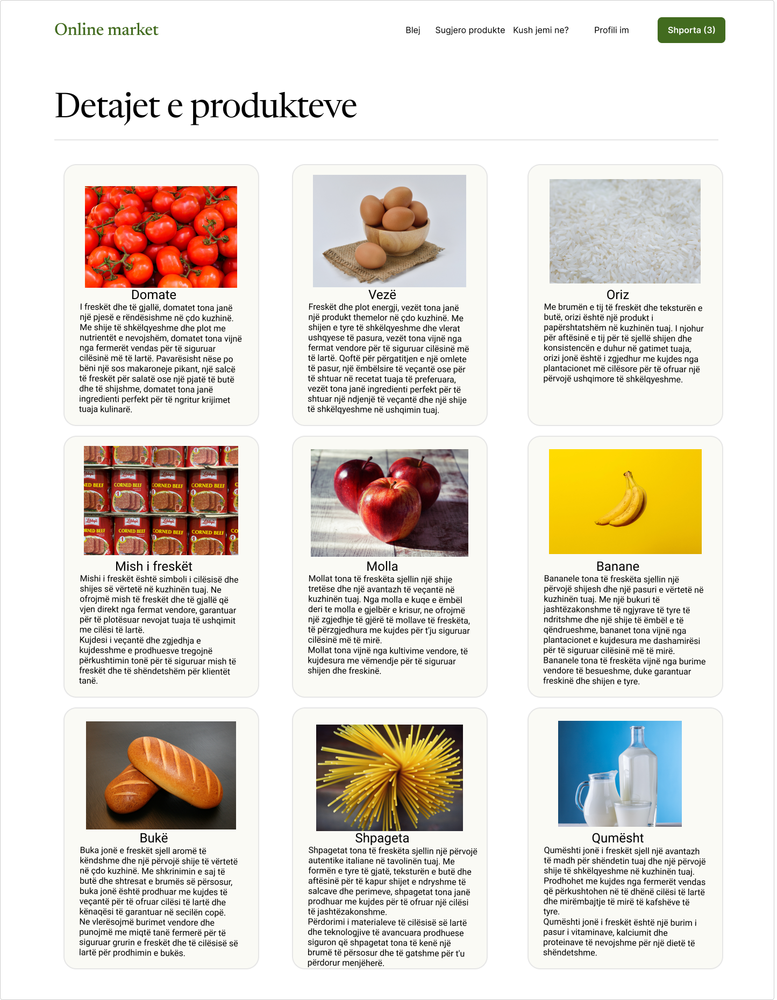 Online market
Blej
Sugjero produkte
Kush jemi ne?
Profili im
Shporta (3)
Detajet e produkteve
Domate
I freskët dhe të gjallë, domatet tona janë
një pjesë e rëndësishme në çdo kuzhinë.
Me shije të shkëlqyeshme dhe plot me
nutrientët e nevojshëm, domatet tona vijnë
nga fermerët vendas për të siguruar
cilësinë më të lartë. Pavarësisht nëse po
bëni një sos makaroneje pikant, një salcë
të freskët për salatë ose një pjatë të butë
dhe të shijshme, domatet tona janë
ingredienti perfekt për të ngritur krijimet
tuaja kulinarë.
Vezë
Freskët dhe plot energji, vezët tona janë
një produkt themelor në çdo kuzhinë. Me
shijen e tyre të shkëlqyeshme dhe vlerat
ushqyese të pasura, vezët tona vijnë nga
fermat vendore për të siguruar cilësinë më
të lartë. Qoftë për përgatitjen e një omlete
të pasur, një ëmbëlsire të veçantë ose për
të shtuar në recetat tuaja të preferuara,
vezët tona janë ingredienti perfekt për të
shtuar një ndjenjë të veçantë dhe një shije
të shkëlqyeshme në ushqimin tuaj.
Oriz
Me brumën e tij të freskët dhe teksturën e
butë, orizi është një produkt i
papërshtatshëm në kuzhinën tuaj. I njohur
për aftësinë e tij për të sjellë shijen dhe
konsistencën e duhur në gatimet tuaja,
orizi jonë është i zgjedhur me kujdes nga
plantacionet më cilësore për të ofruar një
përvojë ushqimore të shkëlqyeshme.
Libby's
CORNED BEEF
Libby's
CORNED BEEF
Libby's
CORNED BEEF
Libby's
CORNED BEEF
Mish i freskët
Mishi i freskët është simboli i cilësisë dhe
shijes së vërtetë në kuzhinën tuaj. Ne
ofrojmë mish të freskët dhe të gjallë që
vjen direkt nga fermat vendore, garantuar
për të plotësuar nevojat tuaja të ushqimit
me cilësi të lartë.
Kujdesi i veçantë dhe zgjedhja e
kujdesshme e prodhuesve tregojnë
përkushtimin tonë për të siguruar mish të
freskët dhe të shëndetshëm për klientët
tanë.
Molla
Mollat tona të freskëta sjellin një shije
tretëse dhe një avantazh të veçantë në
kuzhinën tuaj. Nga molla e kuqe e ëmbël
deri te molla e gjelbër e krisur, ne ofrojmë
një zgjedhje të gjërë të mollave të freskëta,
të përzgjedhura me kujdes për t'ju siguruar
cilësinë më të mirë.
Mollat tona vijnë nga kultivime vendore, të
kujdesura me vëmendje për të siguruar
shijen dhe freskinë.
Banane
Bananele tona të freskëta sjellin një
përvojë shijesh dhe një pasuri e vërtetë në
kuzhinën tuaj. Me një bukuri të
jashtëzakonshme të ngjyrave të tyre të
ndritshme dhe një shije të ëmbël e të
qëndrueshme, bananet tona vijnë nga
plantacionet e kujdesura me dashamirësi
për të siguruar cilësinë më të mirë.
Bananele tona të freskëta vijnë nga burime
vendore të besueshme, duke garantuar
freskinë dhe shijen e tyre.
Bukë
Buka jonë e freskët sjell aromë të
këndshme dhe një përvojë shije të vërtetë
në çdo kuzhinë. Me shkrinimin e saj të
butë dhe shtresat e brumës së përsosur,
buka jonë është prodhuar me kujdes të
veçantë për të ofruar cilësi të lartë dhe
kënaqësi të garantuar në secilën copë.
Ne vlerësojmë burimet vendore dhe
punojmë me miqtë tanë fermerë për të
siguruar grurin e freskët dhe të cilësisë së
lartë për prodhimin e bukës.
Shpageta
Shpagetat tona të freskëta sjellin një përvojë
autentike italiane në tavolinën tuaj. Me
formën e tyre të gjatë, teksturën e butë dhe
aftësinë për të kapur shijet e ndryshme të
salcave dhe perimeve, shpagetat tona janë
prodhuar me kujdes për të ofruar një cilësi
të jashtëzakonshme.
Përdorimi i materialeve të cilësisë së lartë
dhe teknologjive të avancuara prodhuese
siguron që shpagetat tona të kenë një
brumë të përsosur dhe të gatshme për t'u
përdorur menjëherë.
Qumësht
Qumështi jonë i freskët sjell një avantazh
të madh për shëndetin tuaj dhe një përvojë
shije të shkëlqyeshme në kuzhinën tuaj.
Prodhohet me kujdes nga fermerët vendas
që përkushtohen në të dhënë cilësi të lartë
dhe mirëmbajtje të mirë të kafshëve të
tyre.
Qumështi jonë i freskët është një burim i
pasur i vitaminave, kalciumit dhe
proteinave të nevojshme për një dietë të
shëndetshme.